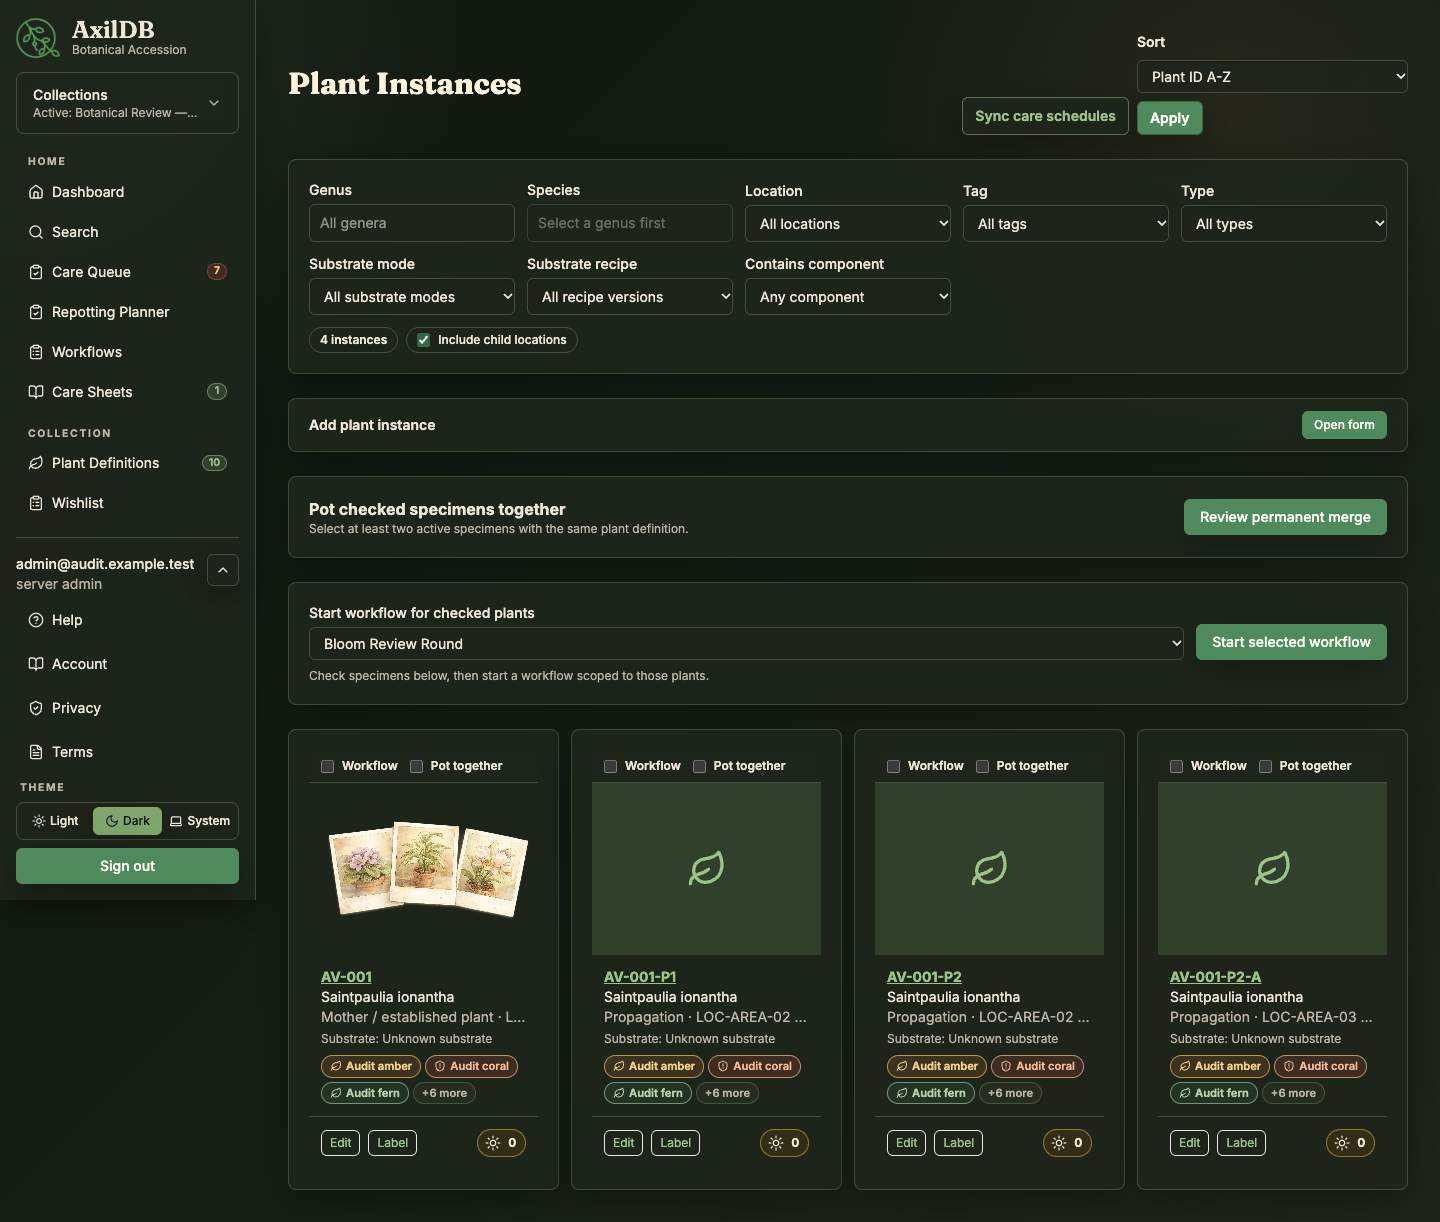 AxilDB
Botanical Accession
Collections
Active: Botanical Review —...
HOME
Dashboard
Search
Care Queue 7
Repotting Planner
Workflows
Care Sheets 1
COLLECTION
Plant Definitions 10
Wishlist
admin@audit.example.test
server admin
Help
Account
Privacy
Terms
THEME
Light Dark System
Sign out
Plant Instances
Sync care schedules
Sort
Plant ID A-Z
Apply
Genus Species Location Tag Type
All genera Select a genus first All locations All tags All types
Substrate mode Substrate recipe Contains component
All substrate modes All recipe versions Any component
4 instances Include child locations
Add plant instance Open form
Pot checked specimens together
Select at least two active specimens with the same plant definition.
Review permanent merge
Start workflow for checked plants
Bloom Review Round
Start selected workflow
Check specimens below, then start a workflow scoped to those plants.
Workflow Pot together
AV-001
Saintpaulia ionantha
Mother / established plant · L...
Substrate: Unknown substrate
Audit amber Audit coral
Audit fern +6 more
Edit Label 0
Workflow Pot together
AV-001-P1
Saintpaulia ionantha
Propagation · LOC-AREA-02 ...
Substrate: Unknown substrate
Audit amber Audit coral
Audit fern +6 more
Edit Label 0
Workflow Pot together
AV-001-P2
Saintpaulia ionantha
Propagation · LOC-AREA-02 ...
Substrate: Unknown substrate
Audit amber Audit coral
Audit fern +6 more
Edit Label 0
Workflow Pot together
AV-001-P2-A
Saintpaulia ionantha
Propagation · LOC-AREA-03 ...
Substrate: Unknown substrate
Audit amber Audit coral
Audit fern +6 more
Edit Label 0